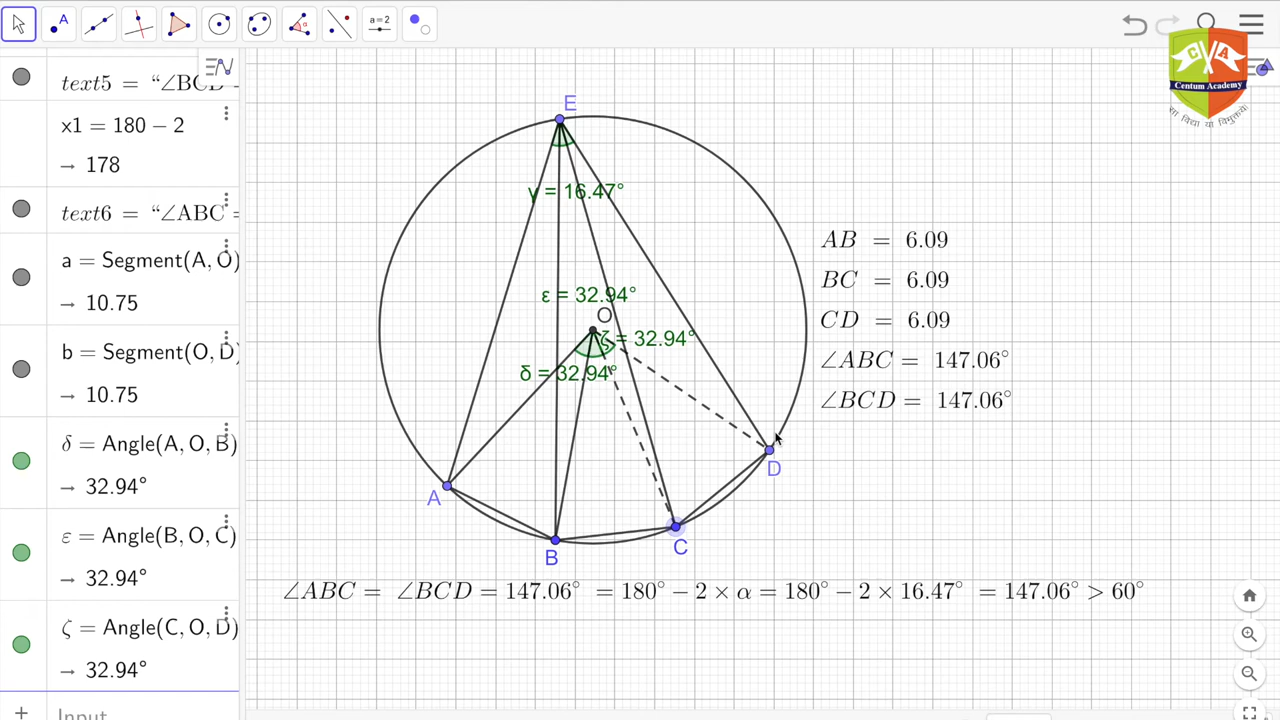 A
α
a = 2
text5 = “∠BCD =
x1 = 180 − 2
→ 178
text6 = “∠ABC =
a = Segment(A, O)
→ 10.75
b = Segment(O, D)
→ 10.75
δ = Angle(A, O, B)
→ 32.94°
ε = Angle(B, O, C)
→ 32.94°
ζ = Angle(C, O, D)
→ 32.94°
+ Input...
E
γ = 16.47°
ε = 32.94°
O
ζ = 32.94°
δ = 32.94°
A
B
C
D
AB = 6.09
BC = 6.09
CD = 6.09
∠ABC = 147.06°
∠BCD = 147.06°
∠ABC = ∠BCD = 147.06° = 180° − 2 × α = 180° − 2 × 16.47° = 147.06° > 60°
C A
Centum Academy
सा विद्या या विमुक्तये